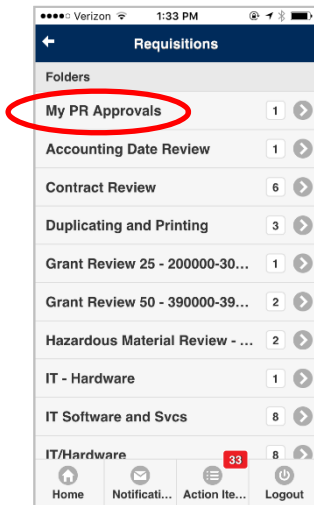 Verizon 1:33 PM
Requisitions
Folders
My PR Approvals 1
Accounting Date Review 1
Contract Review 6
Duplicating and Printing 3
Grant Review 25 - 200000-30... 1
Grant Review 50 - 390000-39... 2
Hazardous Material Review - ... 2
IT - Hardware 1
IT Software and Svcs 8
IT/Hardware 8
33
Home Notificati... Action Ite... Logout